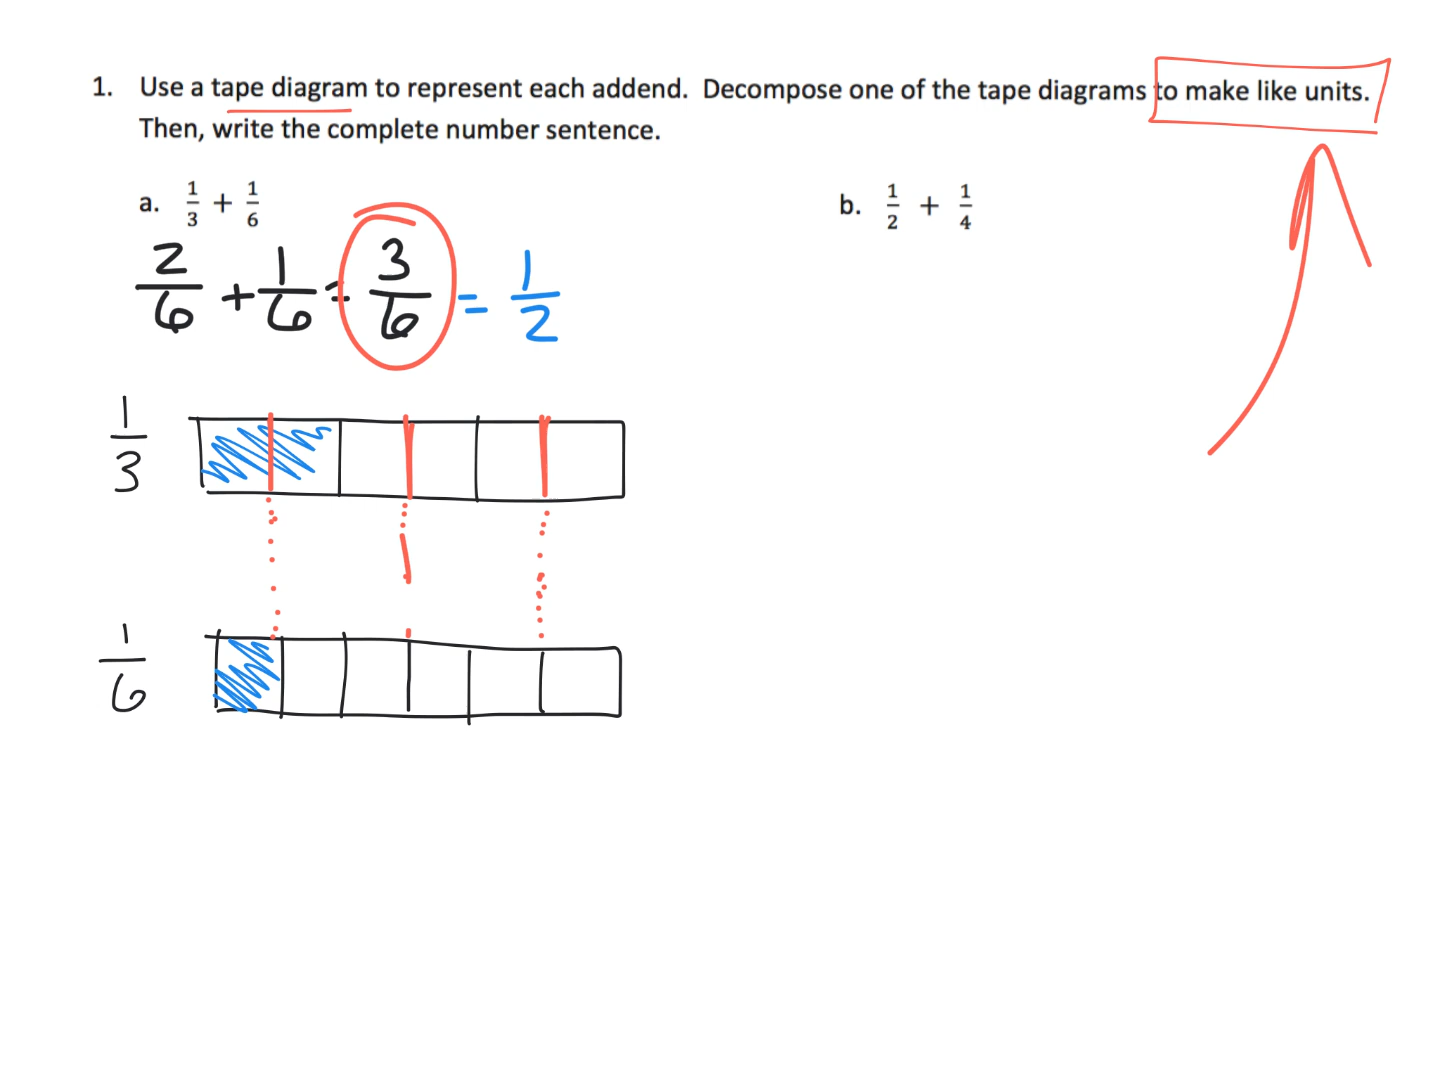 1. Use a tape diagram to represent each addend. Decompose one of the tape diagrams to make like units.
Then, write the complete number sentence.
a. 1/3 + 1/6
b. 1/2 + 1/4
2/6 + 1/6 = 3/6 = 1/2
1/3
1/6